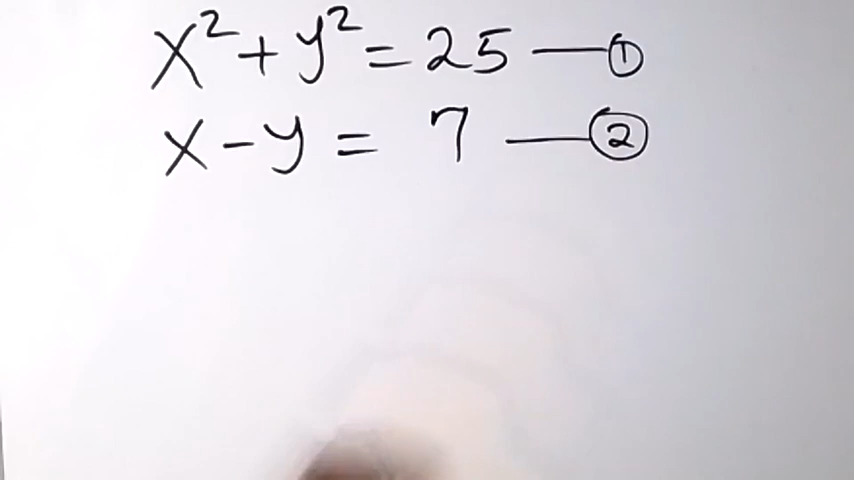 x² + y² = 25 — ①
x - y = 7 — ②